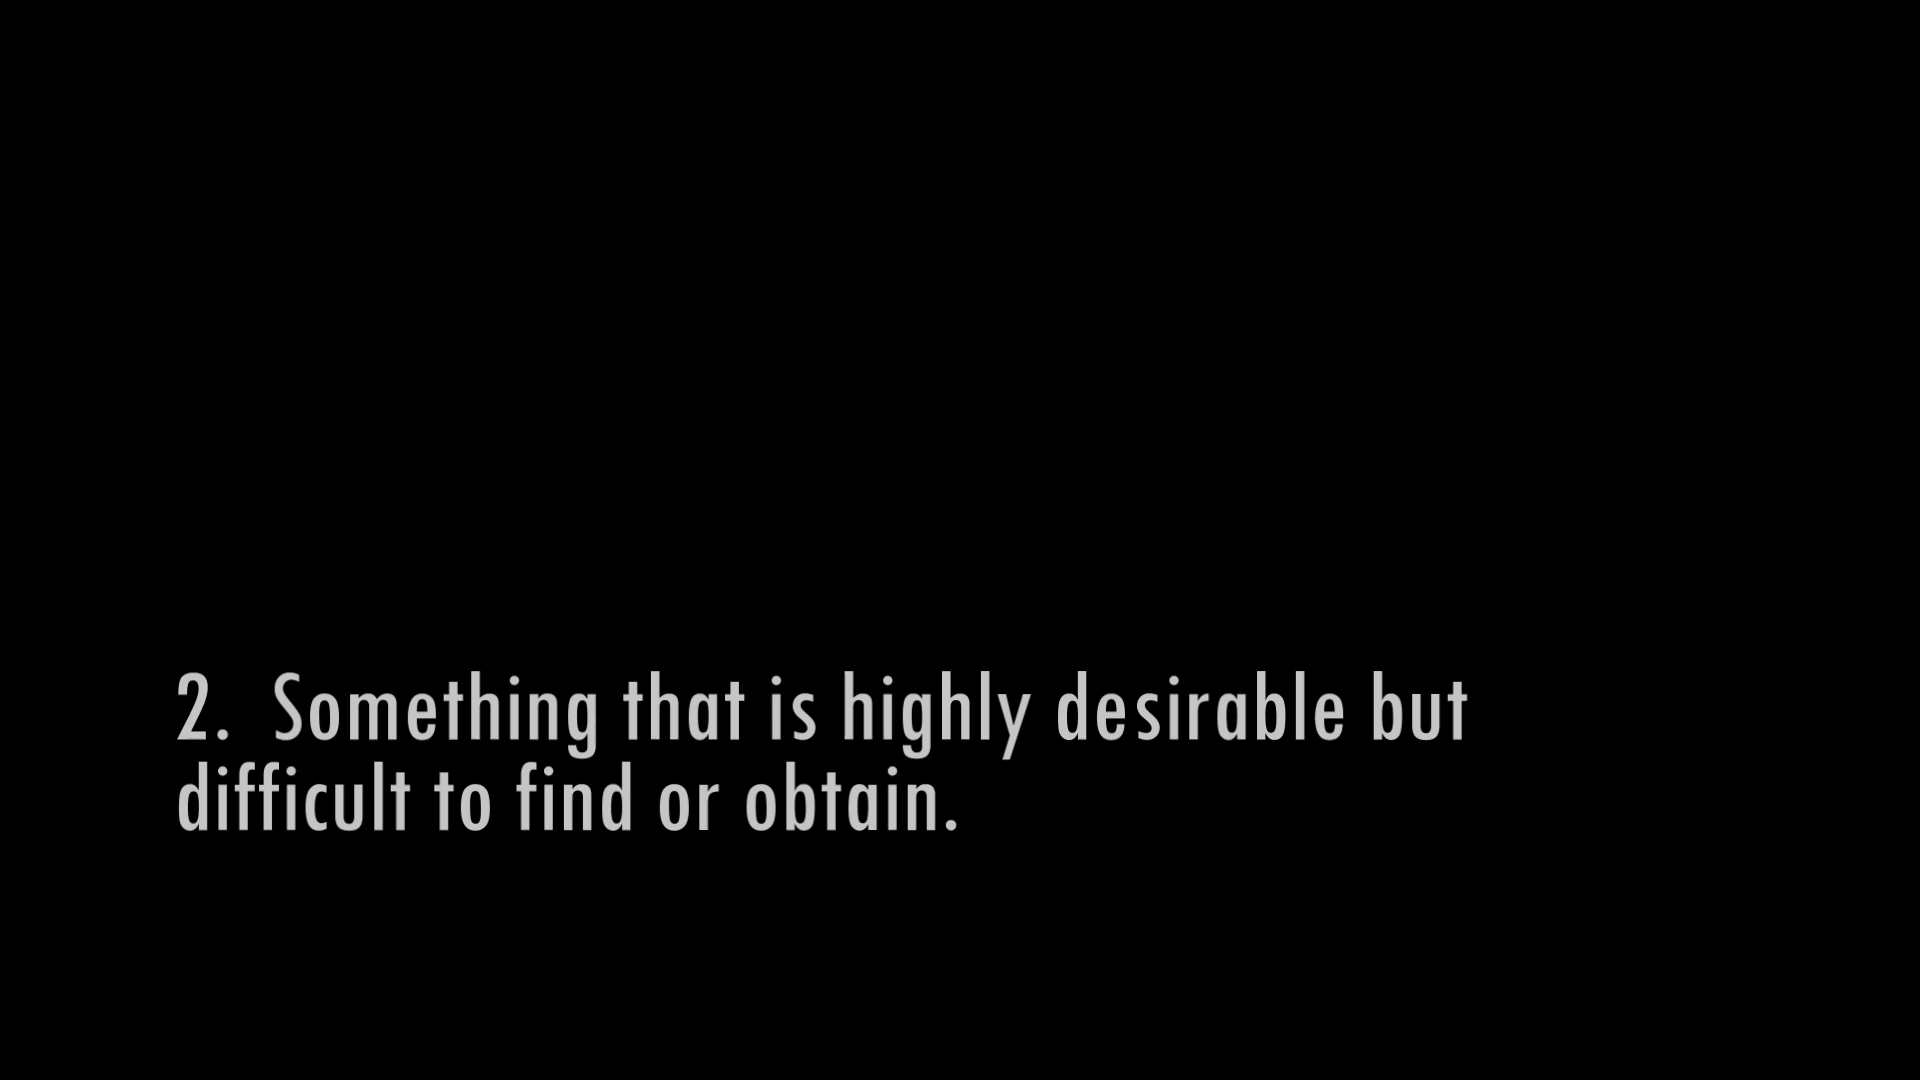 2. Something that is highly desirable but
difficult to find or obtain.